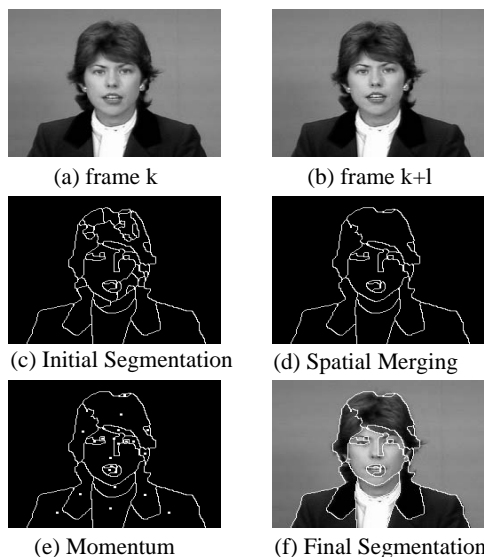 (a) frame k
(b) frame k+l
(c) Initial Segmentation
(d) Spatial Merging
(e) Momentum
(f) Final Segmentation